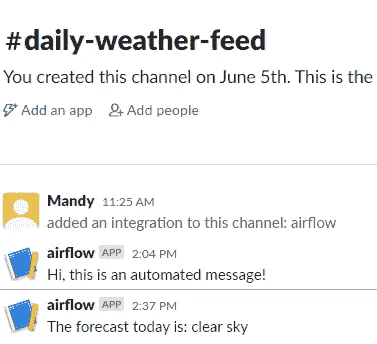 #daily-weather-feed
You created this channel on June 5th. This is the
Add an app Add people
Mandy 11:25 AM
added an integration to this channel: airflow
airflow APP 2:04 PM
Hi, this is an automated message!
airflow APP 2:37 PM
The forecast today is: clear sky